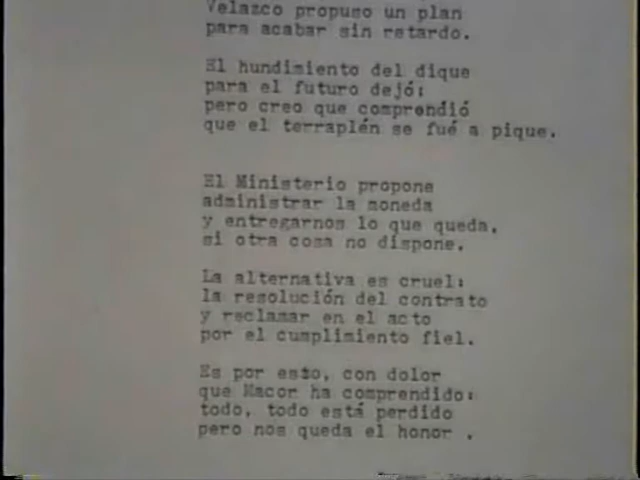 Velazco propuso un plan
para acabar sin retardo.
El hundimiento del dique
para el futuro dejó:
pero creo que comprendió
que el terraplén se fué a pique.
El Ministerio propone
administrar la moneda
y entregarnos lo que queda,
si otra cosa no dispone.
La alternativa es cruel:
la resolución del contrato
y reclamar en el acto
por el cumplimiento fiel.
Es por esto, con dolor
que Macor ha comprendido:
todo, todo está perdido
pero nos queda el honor .